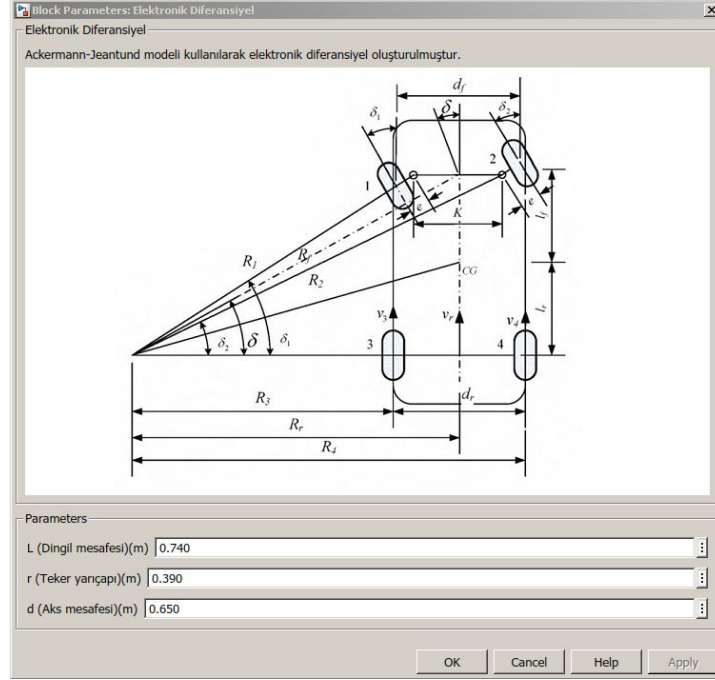 Block Parameters: Elektronik Diferansiyel
Elektronik Diferansiyel
Ackermann-Jeantund modeli kullanılarak elektronik diferansiyel oluşturulmuştur.
d_f
δ_1
δ
δ_2
1
2
e
e
K
l_f
R_1
R_f
R_2
CG
v_3
v_r
v_4
l_r
δ_2
δ
δ_1
3
4
R_3
d_r
R_r
R_4
Parameters
L (Dingil mesafesi)(m) 0.740
r (Teker yarıçapı)(m) 0.390
d (Aks mesafesi)(m) 0.650
OK Cancel Help Apply